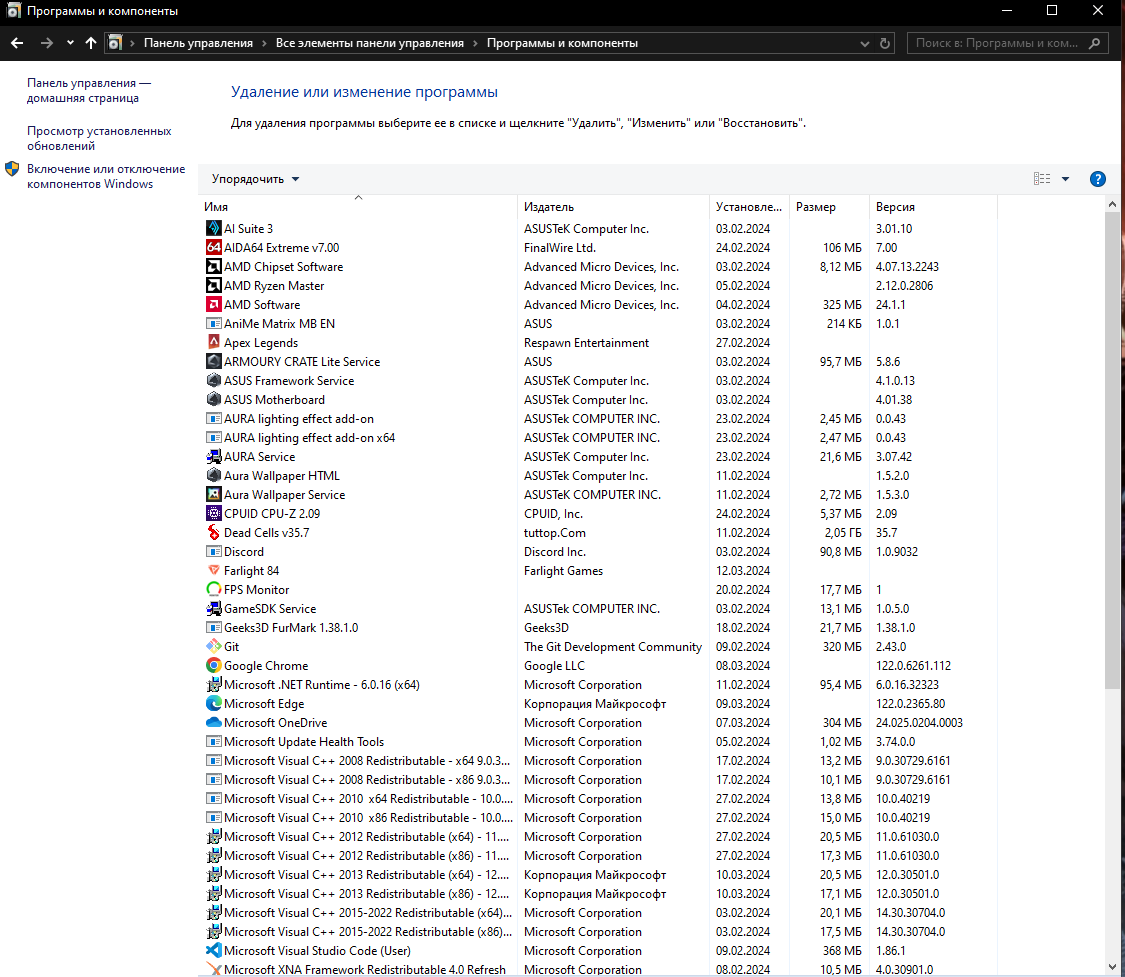 Программы и компоненты
Панель управления
Все элементы панели управления
Программы и компоненты
Поиск в: Программы и ком...
Панель управления —
домашняя страница
Просмотр установленных
обновлений
Включение или отключение
компонентов Windows
Удаление или изменение программы
Для удаления программы выберите ее в списке и щелкните "Удалить", "Изменить" или "Восстановить".
Упорядочить
Имя Издатель Установле... Размер Версия
AI Suite 3 ASUSTeK Computer Inc. 03.02.2024 3.01.10
AIDA64 Extreme v7.00 FinalWire Ltd. 24.02.2024 106 МБ 7.00
AMD Chipset Software Advanced Micro Devices, Inc. 03.02.2024 8,12 МБ 4.07.13.2243
AMD Ryzen Master Advanced Micro Devices, Inc. 05.02.2024 2.12.0.2806
AMD Software Advanced Micro Devices, Inc. 04.02.2024 325 МБ 24.1.1
AniMe Matrix MB EN ASUS 03.02.2024 214 КБ 1.0.1
Apex Legends Respawn Entertainment 27.02.2024
ARMOURY CRATE Lite Service ASUS 03.02.2024 95,7 МБ 5.8.6
ASUS Framework Service ASUSTeK Computer Inc. 03.02.2024 4.1.0.13
ASUS Motherboard ASUSTek Computer Inc. 03.02.2024 4.01.38
AURA lighting effect add-on ASUSTek COMPUTER INC. 23.02.2024 2,45 МБ 0.0.43
AURA lighting effect add-on x64 ASUSTek COMPUTER INC. 23.02.2024 2,47 МБ 0.0.43
AURA Service ASUSTek Computer Inc. 23.02.2024 21,6 МБ 3.07.42
Aura Wallpaper HTML ASUSTek Computer Inc. 11.02.2024 1.5.2.0
Aura Wallpaper Service ASUSTeK COMPUTER INC. 11.02.2024 2,72 МБ 1.5.3.0
CPUID CPU-Z 2.09 CPUID, Inc. 24.02.2024 5,37 МБ 2.09
Dead Cells v35.7 tuttop.Com 11.02.2024 2,05 ГБ 35.7
Discord Discord Inc. 03.02.2024 90,8 МБ 1.0.9032
Farlight 84 Farlight Games 12.03.2024
FPS Monitor 20.02.2024 17,7 МБ 1
GameSDK Service ASUSTek COMPUTER INC. 03.02.2024 13,1 МБ 1.0.5.0
Geeks3D FurMark 1.38.1.0 Geeks3D 18.02.2024 21,7 МБ 1.38.1.0
Git The Git Development Community 09.02.2024 320 МБ 2.43.0
Google Chrome Google LLC 08.03.2024 122.0.6261.112
Microsoft .NET Runtime - 6.0.16 (x64) Microsoft Corporation 11.02.2024 95,4 МБ 6.0.16.32323
Microsoft Edge Корпорация Майкрософт 09.03.2024 122.0.2365.80
Microsoft OneDrive Microsoft Corporation 07.03.2024 304 МБ 24.025.0204.0003
Microsoft Update Health Tools Microsoft Corporation 05.02.2024 1,02 МБ 3.74.0.0
Microsoft Visual C++ 2008 Redistributable - x64 9.0.3... Microsoft Corporation 17.02.2024 13,2 МБ 9.0.30729.6161
Microsoft Visual C++ 2008 Redistributable - x86 9.0.3... Microsoft Corporation 17.02.2024 10,1 МБ 9.0.30729.6161
Microsoft Visual C++ 2010 x64 Redistributable - 10.0.... Microsoft Corporation 27.02.2024 13,8 МБ 10.0.40219
Microsoft Visual C++ 2010 x86 Redistributable - 10.0.... Microsoft Corporation 27.02.2024 15,0 МБ 10.0.40219
Microsoft Visual C++ 2012 Redistributable (x64) - 11.... Microsoft Corporation 27.02.2024 20,5 МБ 11.0.61030.0
Microsoft Visual C++ 2012 Redistributable (x86) - 11.... Microsoft Corporation 27.02.2024 17,3 МБ 11.0.61030.0
Microsoft Visual C++ 2013 Redistributable (x64) - 12.... Корпорация Майкрософт 10.03.2024 20,5 МБ 12.0.30501.0
Microsoft Visual C++ 2013 Redistributable (x86) - 12.... Корпорация Майкрософт 10.03.2024 17,1 МБ 12.0.30501.0
Microsoft Visual C++ 2015-2022 Redistributable (x64)... Microsoft Corporation 03.02.2024 20,1 МБ 14.30.30704.0
Microsoft Visual C++ 2015-2022 Redistributable (x86)... Microsoft Corporation 03.02.2024 17,5 МБ 14.30.30704.0
Microsoft Visual Studio Code (User) Microsoft Corporation 09.02.2024 368 МБ 1.86.1
Microsoft XNA Framework Redistributable 4.0 Refresh Microsoft Corporation 08.02.2024 10,5 МБ 4.0.30901.0